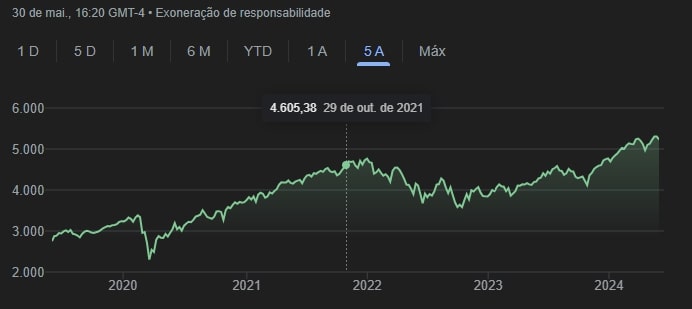 30 de mai., 16:20 GMT-4 • Exoneração de responsabilidade
1 D 5 D 1 M 6 M YTD 1 A 5 A Máx
4.605,38 29 de out. de 2021
6.000
5.000
4.000
3.000
2.000
2020 2021 2022 2023 2024